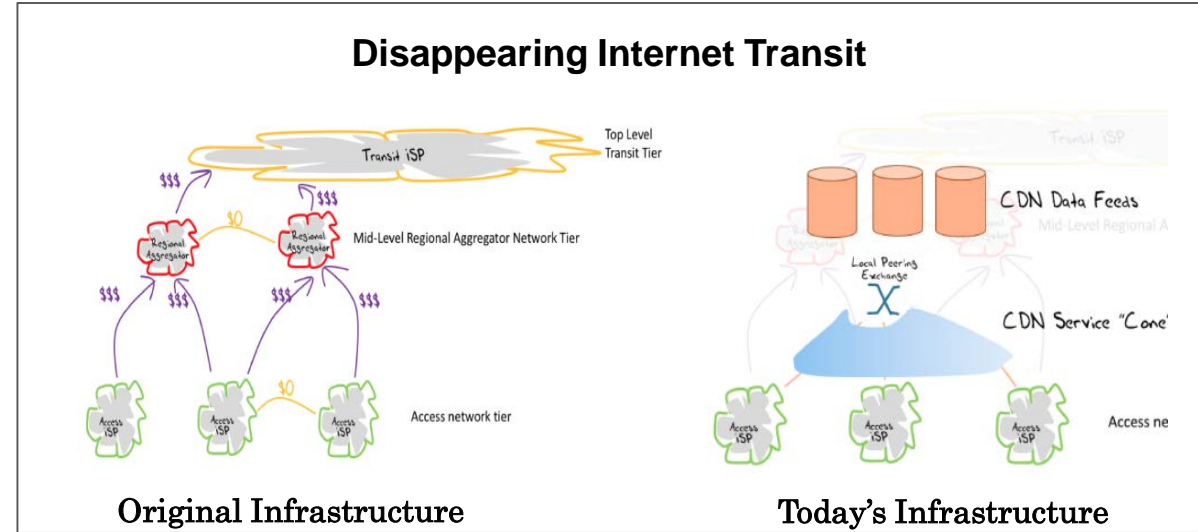 Disappearing Internet Transit
Top Level
Transit Tier
Transit iSP
$$$
$$$
$0
Regional
Aggregator
Regional
Aggregator
Mid-Level Regional Aggregator Network Tier
$$$
$$$
$$$
$$$
$0
Access
iSP
Access
iSP
Access
iSP
Access network tier
Original Infrastructure
Transit iSP
CDN Data Feeds
Mid-Level Regional A
Local Peering
Exchange
CDN Service "Cone"
Access
iSP
Access
iSP
Access
iSP
Access ne
Today's Infrastructure